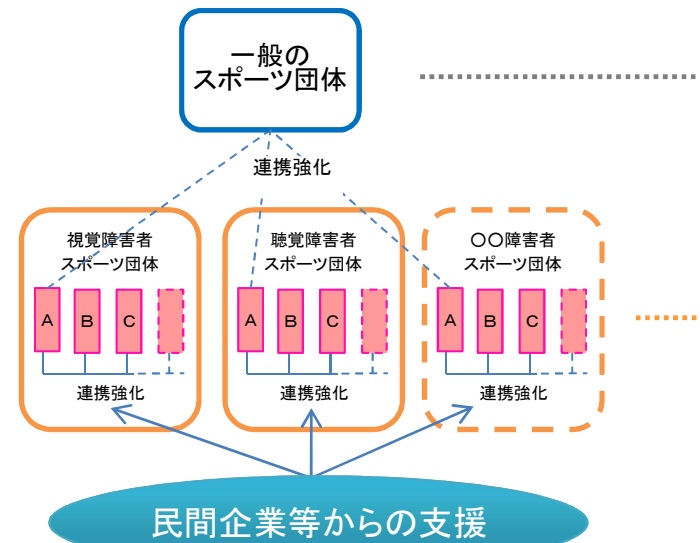 一般の
スポーツ団体
連携強化
視覚障害者
スポーツ団体
A B C
連携強化
聴覚障害者
スポーツ団体
A B C
連携強化
〇〇障害者
スポーツ団体
A B C
連携強化
民間企業等からの支援